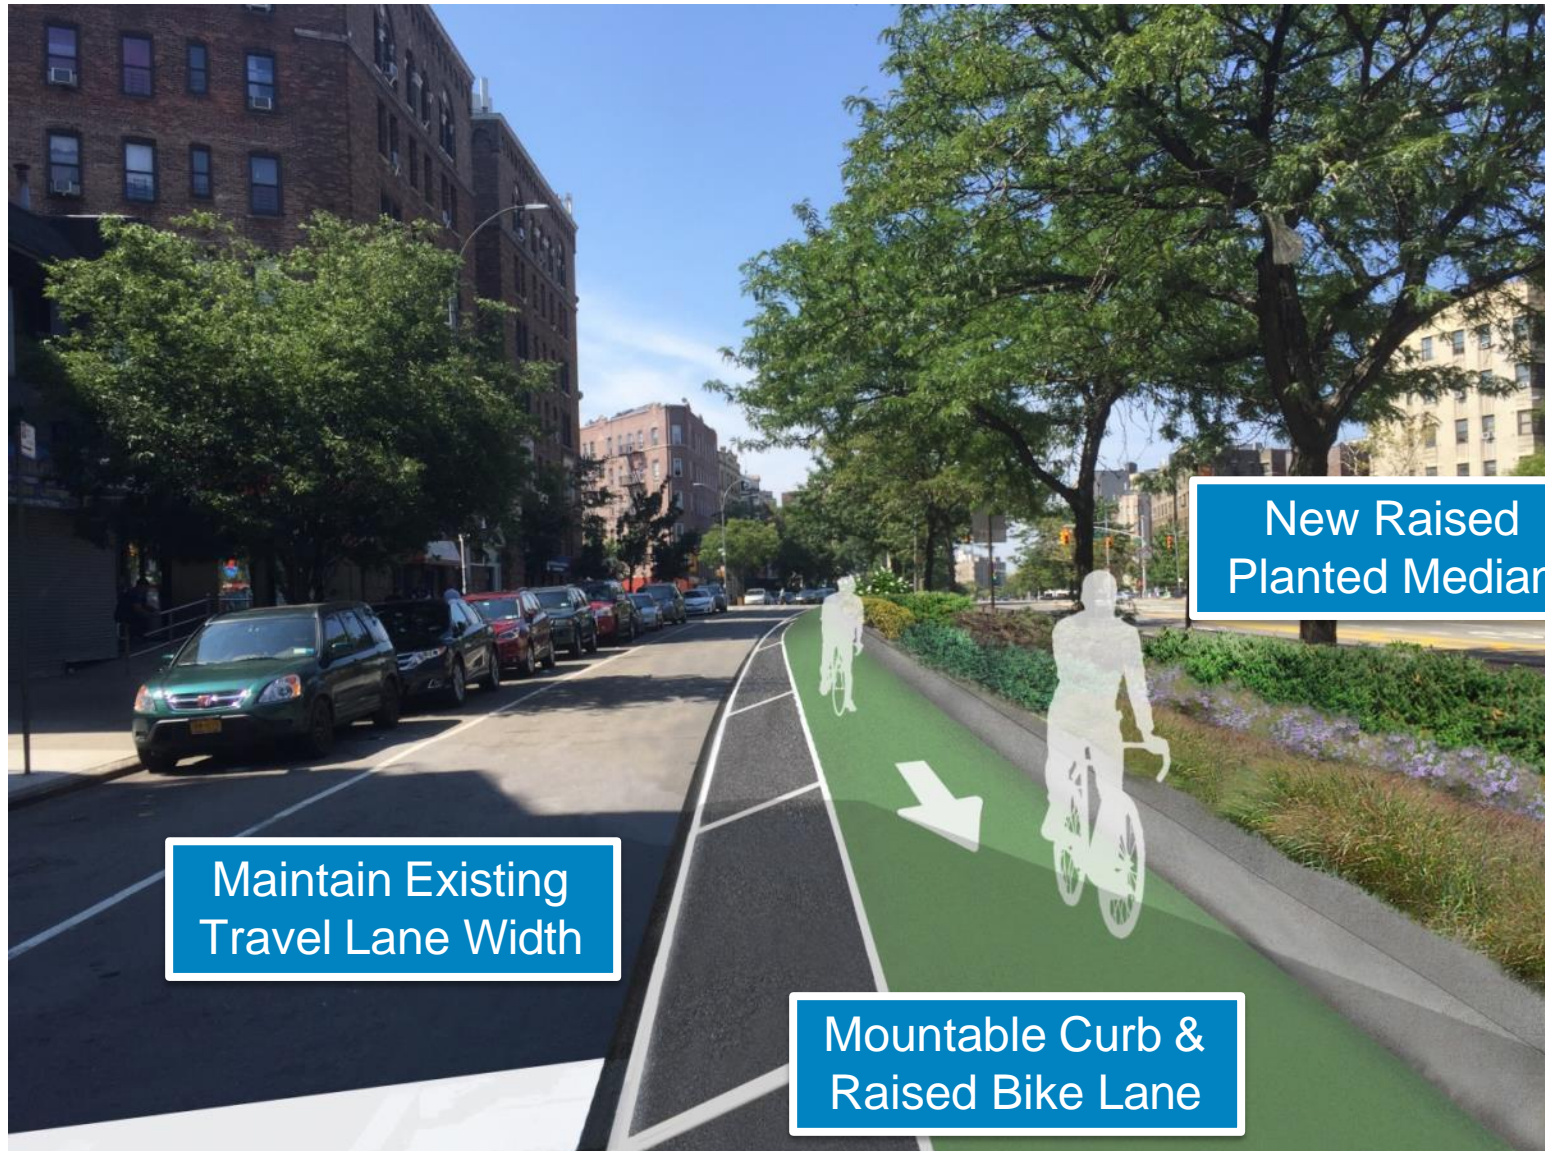 New Raised
Planted Median
Maintain Existing
Travel Lane Width
Mountable Curb &
Raised Bike Lane